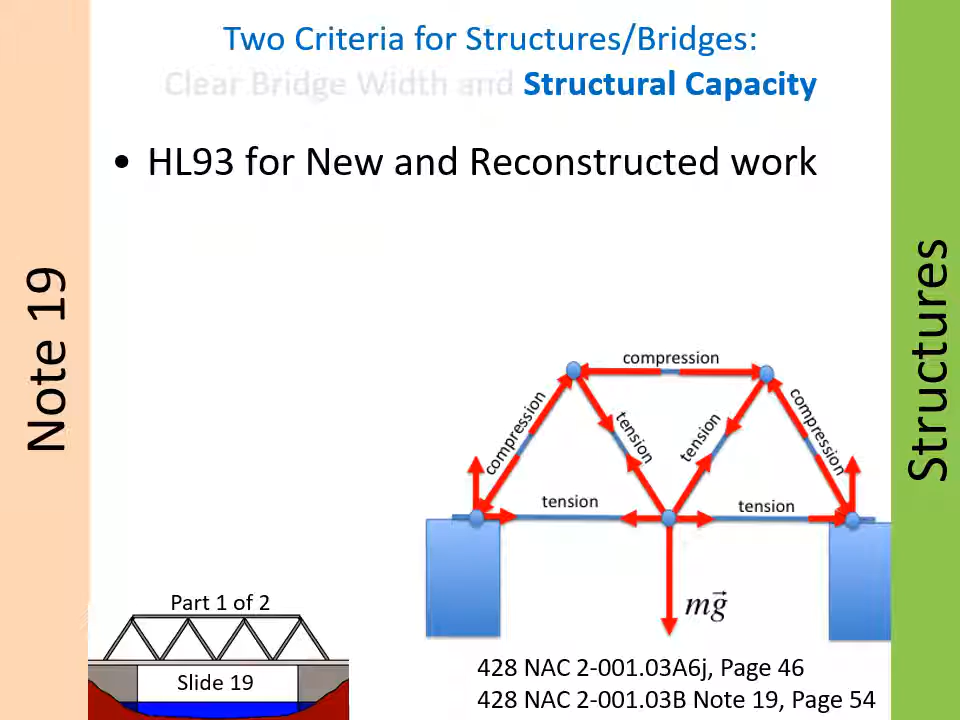 Two Criteria for Structures/Bridges:
Clear Bridge Width and Structural Capacity
• HL93 for New and Reconstructed work
Note 19
Structures
compression
compression
tension
tension
compression
tension
tension
mg⃗
Part 1 of 2
Slide 19
428 NAC 2-001.03A6j, Page 46
428 NAC 2-001.03B Note 19, Page 54